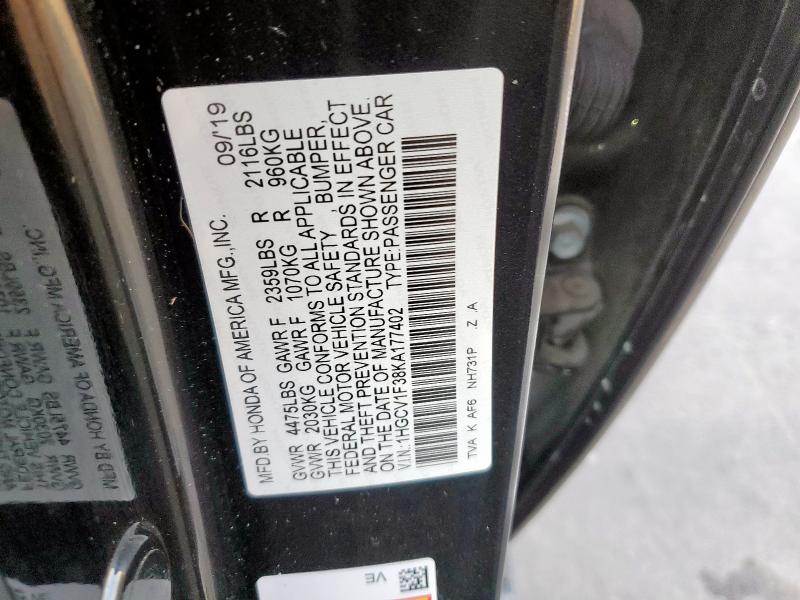 MFD.BY HONDA OF AMERICA MFG.,INC. 09/'19
GVWR 4475LBS GAWR F 2359LBS R 2116LBS
GVWR 2030KG GAWR F 1070KG R 960KG
THIS VEHICLE CONFORMS TO ALL APPLICABLE
FEDERAL MOTOR VEHICLE SAFETY, BUMPER,
AND THEFT PREVENTION STANDARDS IN EFFECT
ON THE DATE OF MANUFACTURE SHOWN ABOVE.
V.I.N.:1HGCV1F38KA177402 TYPE:PASSENGER CAR
TVA K AF6 NH731P Z A
VE